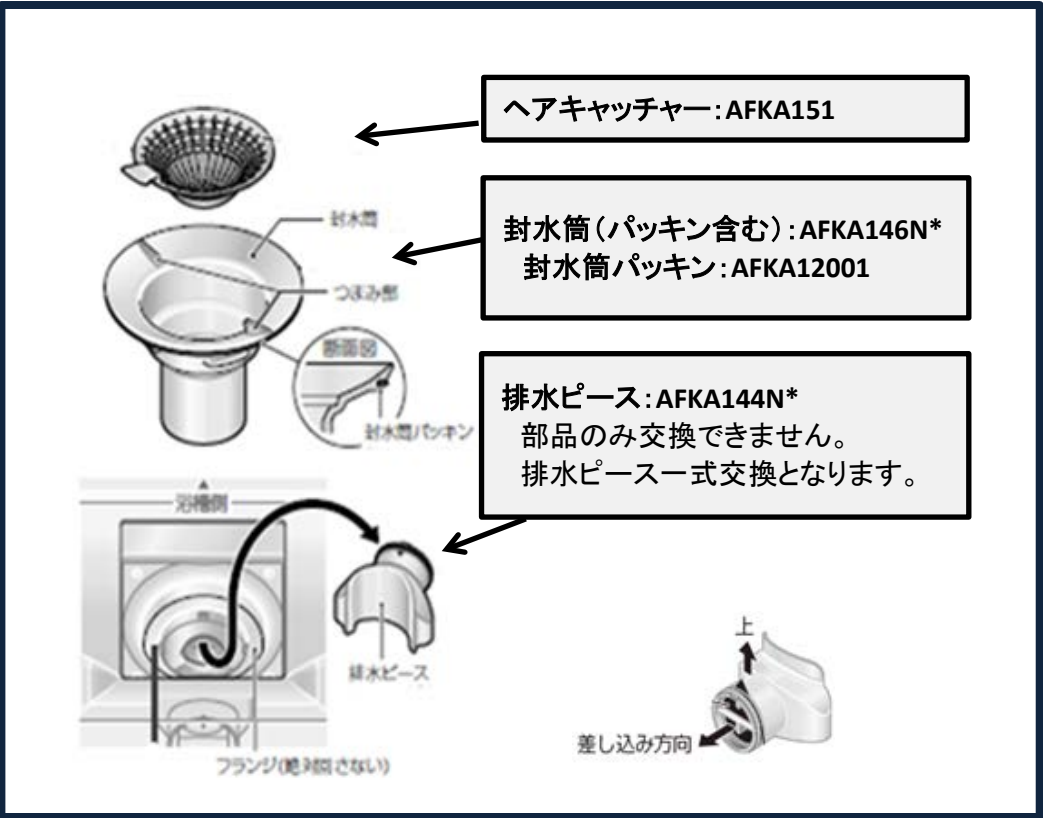 ヘアキャッチャー：AFKA151
封水筒
封水筒（パッキン含む）：AFKA146N*
封水筒パッキン：AFKA12001
つまみ部
断面図
封水筒パッキン
排水ピース：AFKA144N*
部品のみ交換できません。
排水ピース一式交換となります。
浴槽側
排水ピース
フランジ(絶対回さない)
上
差し込み方向